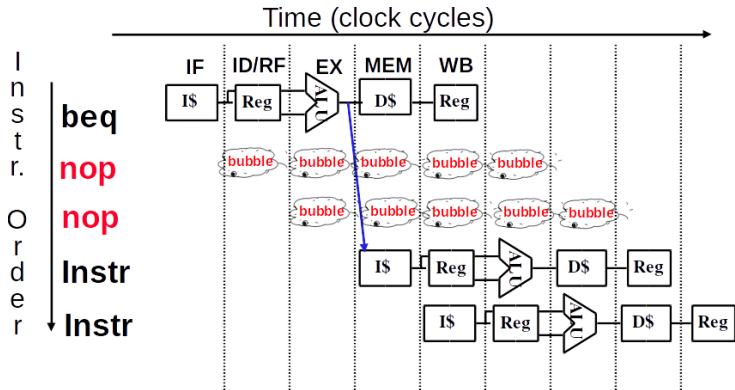 Time (clock cycles)
Instr. Order
IF ID/RF EX MEM WB
beq I$ Reg ALU D$ Reg
nop bubble bubble bubble bubble bubble
nop bubble bubble bubble bubble bubble
Instr I$ Reg ALU D$ Reg
Instr I$ Reg ALU D$ Reg